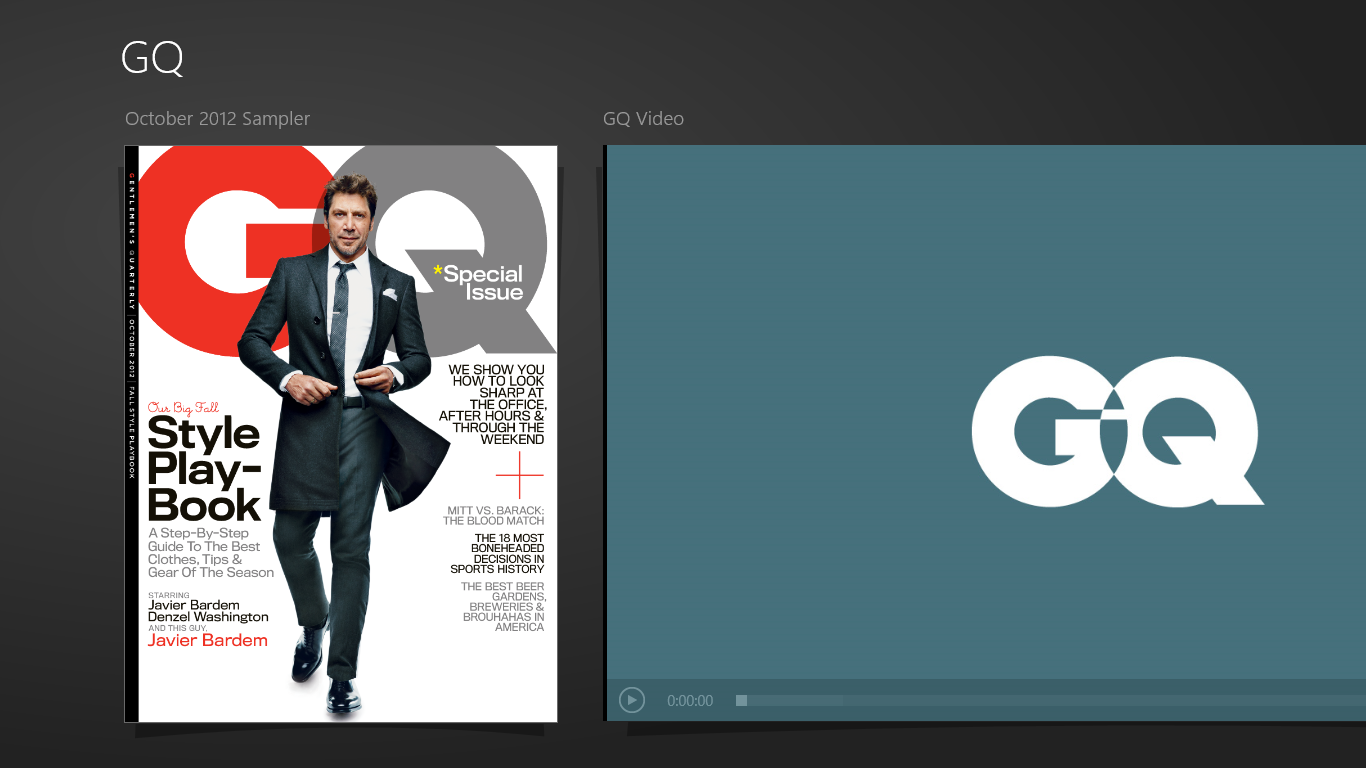 GQ
October 2012 Sampler
GQ Video
GENTLEMEN'S QUARTERLY | OCTOBER 2012 | FALL STYLE PLAYBOOK
GQ
*Special
Issue
WE SHOW YOU
HOW TO LOOK
SHARP AT
THE OFFICE,
AFTER HOURS &
THROUGH THE
WEEKEND
MITT VS. BARACK:
THE BLOOD MATCH
THE 18 MOST
BONEHEADED
DECISIONS IN
SPORTS HISTORY
THE BEST BEER
GARDENS,
BREWERIES &
BROUHAHAS IN
AMERICA
Our Big Fall
Style
Play-
Book
A Step-By-Step
Guide To The Best
Clothes, Tips &
Gear Of The Season
STARRING
Javier Bardem
Denzel Washington
AND THIS GUY,
Javier Bardem
GQ
0:00:00